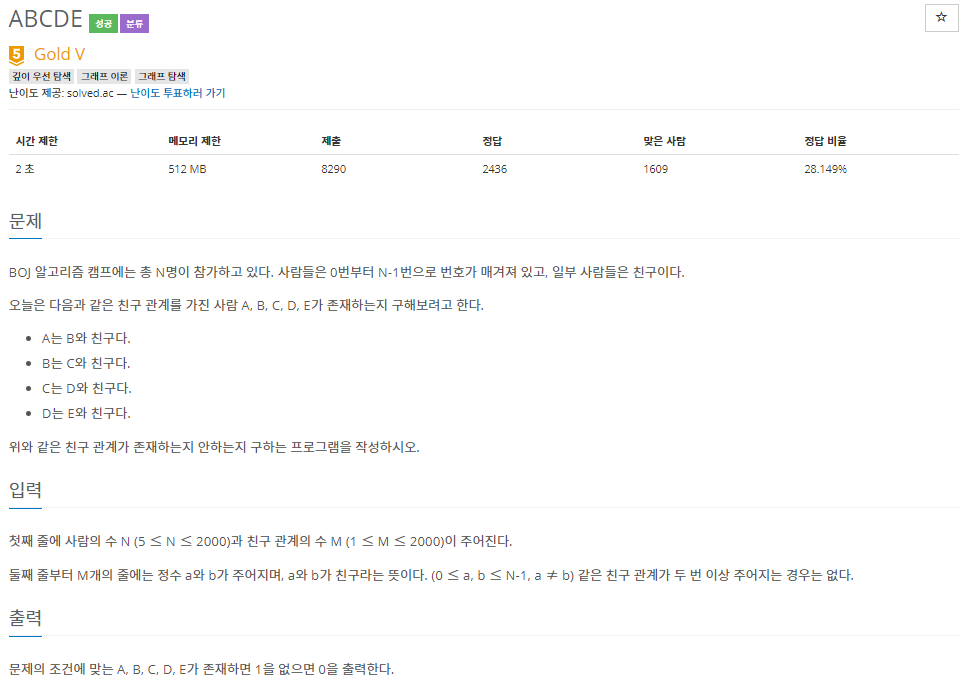 ABCDE 성공 분류
☆
5 Gold V
깊이 우선 탐색 그래프 이론 그래프 탐색
난이도 제공: solved.ac — 난이도 투표하러 가기
시간 제한 메모리 제한 제출 정답 맞은 사람 정답 비율
2 초 512 MB 8290 2436 1609 28.149%
문제
BOJ 알고리즘 캠프에는 총 N명이 참가하고 있다. 사람들은 0번부터 N-1번으로 번호가 매겨져 있고, 일부 사람들은 친구이다.
오늘은 다음과 같은 친구 관계를 가진 사람 A, B, C, D, E가 존재하는지 구해보려고 한다.
• A는 B와 친구다.
• B는 C와 친구다.
• C는 D와 친구다.
• D는 E와 친구다.
위와 같은 친구 관계가 존재하는지 안하는지 구하는 프로그램을 작성하시오.
입력
첫째 줄에 사람의 수 N (5 ≤ N ≤ 2000)과 친구 관계의 수 M (1 ≤ M ≤ 2000)이 주어진다.
둘째 줄부터 M개의 줄에는 정수 a와 b가 주어지며, a와 b가 친구라는 뜻이다. (0 ≤ a, b ≤ N-1, a ≠ b) 같은 친구 관계가 두 번 이상 주어지는 경우는 없다.
출력
문제의 조건에 맞는 A, B, C, D, E가 존재하면 1을 없으면 0을 출력한다.